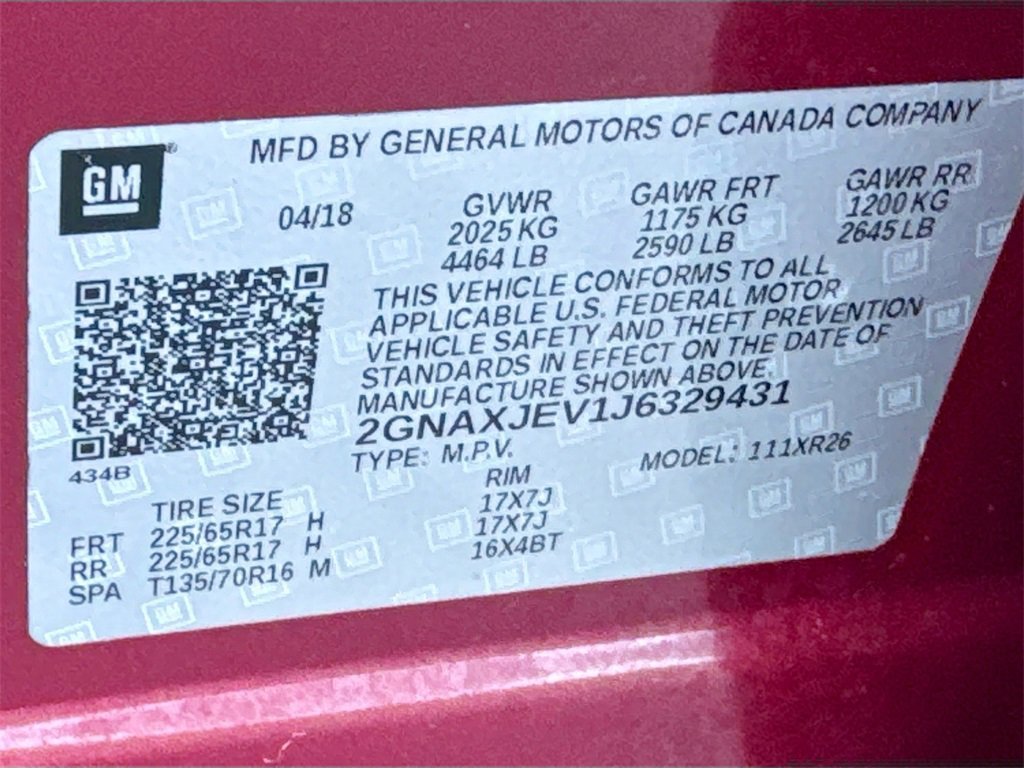 GM
MFD BY GENERAL MOTORS OF CANADA COMPANY
04/18 GVWR GAWR FRT GAWR RR
2025 KG 1175 KG 1200 KG
4464 LB 2590 LB 2645 LB
THIS VEHICLE CONFORMS TO ALL
APPLICABLE U.S. FEDERAL MOTOR
VEHICLE SAFETY AND THEFT PREVENTION
STANDARDS IN EFFECT ON THE DATE OF
MANUFACTURE SHOWN ABOVE.
2GNAXJEV1J6329431
434B
TYPE: M.P.V. MODEL: 111XR26
TIRE SIZE RIM
FRT 225/65R17 H 17X7J
RR 225/65R17 H 17X7J
SPA T135/70R16 M 16X4BT